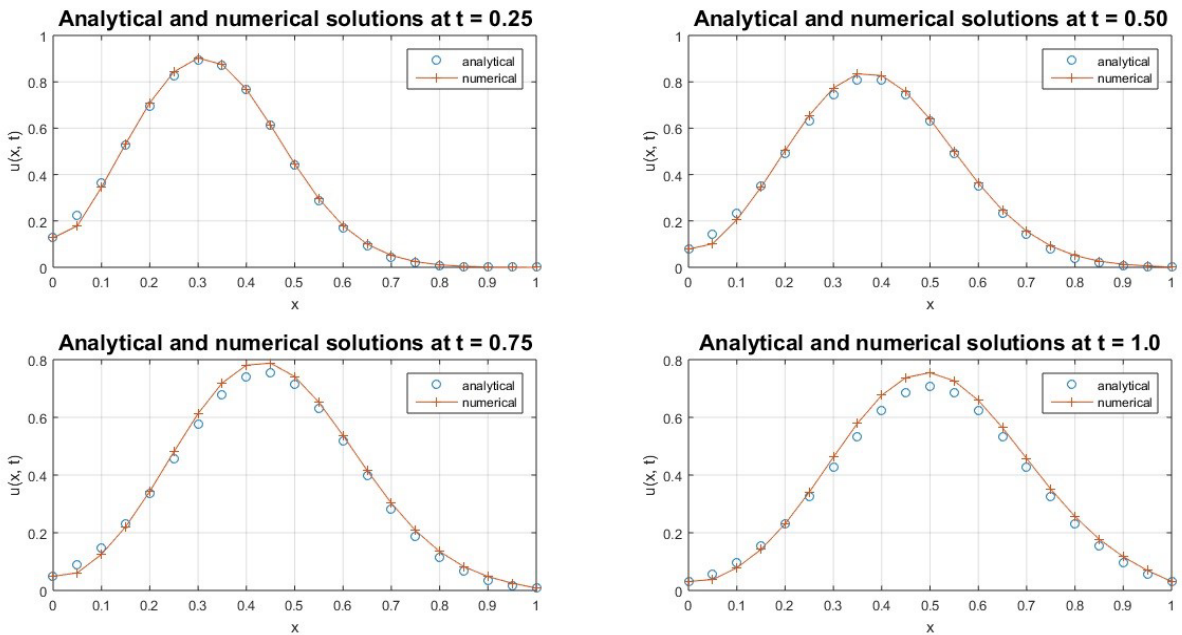 Analytical and numerical solutions at t = 0.25
1
0.8
0.6
0.4
0.2
0
u(x, t)
analytical
numerical
0 0.1 0.2 0.3 0.4 0.5 0.6 0.7 0.8 0.9 1
x
Analytical and numerical solutions at t = 0.50
1
0.8
0.6
0.4
0.2
0
u(x, t)
analytical
numerical
0 0.1 0.2 0.3 0.4 0.5 0.6 0.7 0.8 0.9 1
x
Analytical and numerical solutions at t = 0.75
0.8
0.6
0.4
0.2
0
u(x, t)
analytical
numerical
0 0.1 0.2 0.3 0.4 0.5 0.6 0.7 0.8 0.9 1
x
Analytical and numerical solutions at t = 1.0
0.8
0.6
0.4
0.2
0
u(x, t)
analytical
numerical
0 0.1 0.2 0.3 0.4 0.5 0.6 0.7 0.8 0.9 1
x